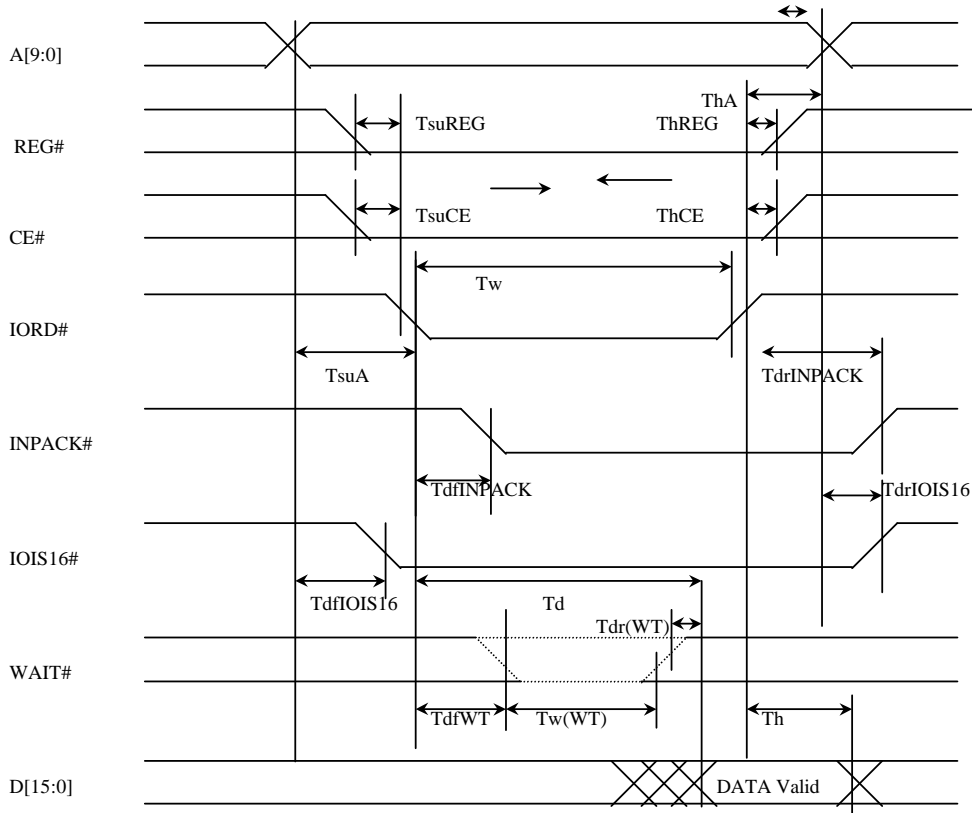 A[9:0]
ThA
TsuREG
ThREG
REG#
TsuCE
ThCE
CE#
Tw
IORD#
TsuA
TdrINPACK
INPACK#
TdfINPACK
TdrIOIS16
IOIS16#
TdfIOIS16
Td
Tdr(WT)
WAIT#
TdfWT
Tw(WT)
Th
D[15:0]
DATA Valid